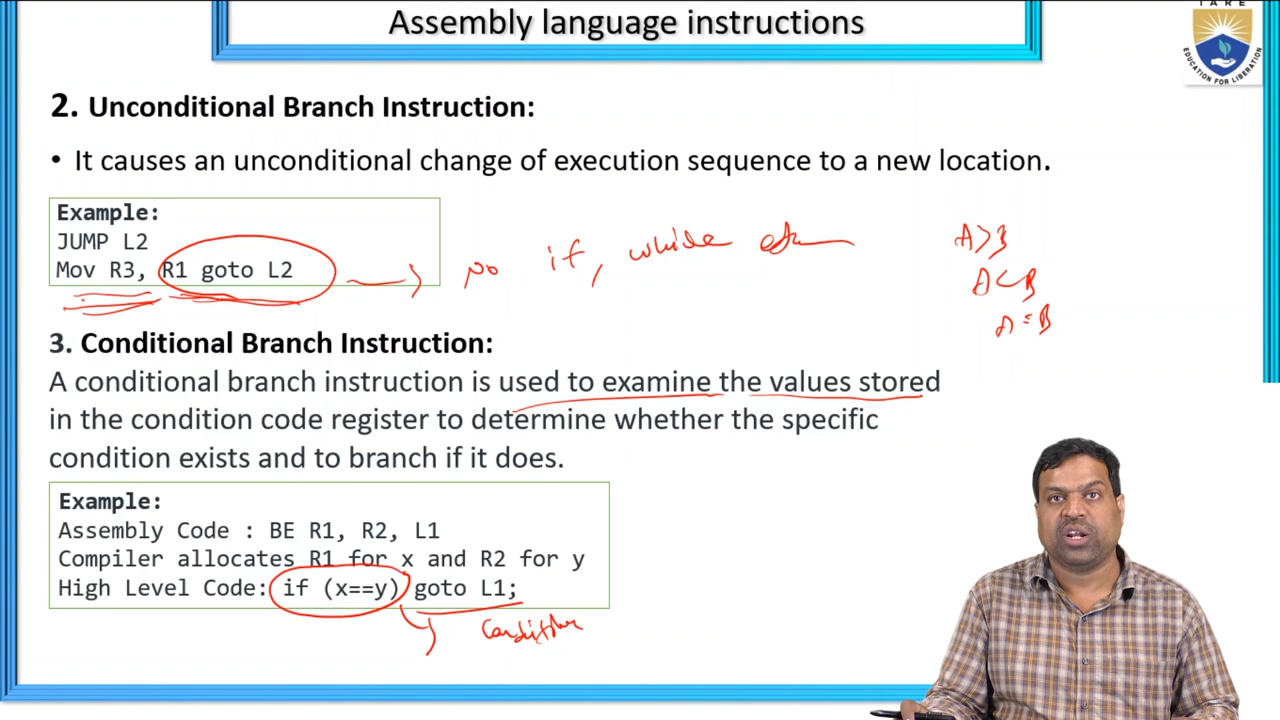 Assembly language instructions
TARE
EDUCATION FOR LIBERATION
2. Unconditional Branch Instruction:
• It causes an unconditional change of execution sequence to a new location.
Example:
JUMP L2
Mov R3, R1 goto L2
No if, while
A>B
A<B
A=B
3. Conditional Branch Instruction:
A conditional branch instruction is used to examine the values stored
in the condition code register to determine whether the specific
condition exists and to branch if it does.
Example:
Assembly Code : BE R1, R2, L1
Compiler allocates R1 for x and R2 for y
High Level Code: if (x==y) goto L1;
Condition